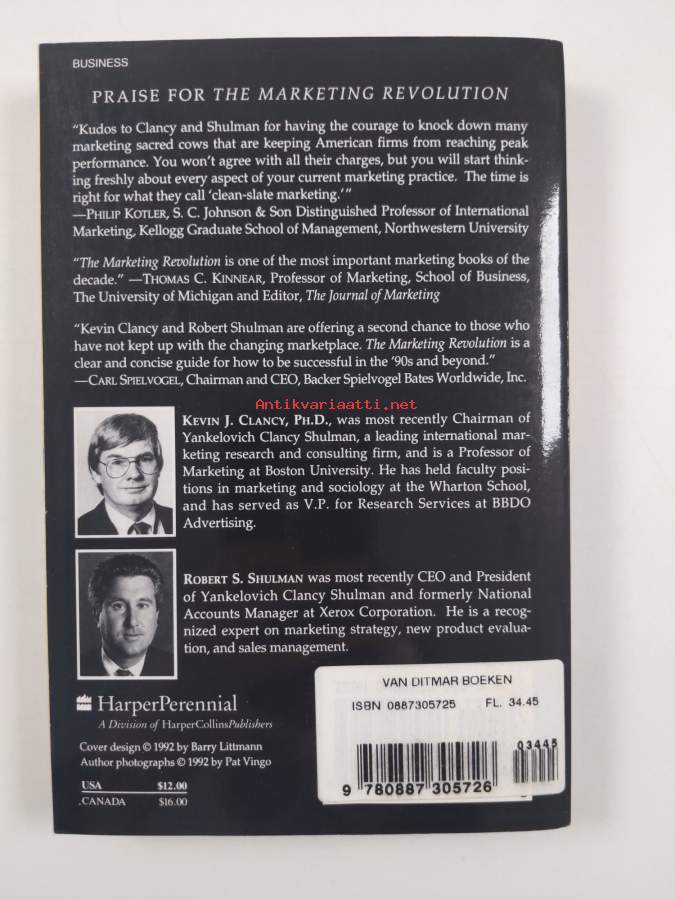 BUSINESS
PRAISE FOR THE MARKETING REVOLUTION
“Kudos to Clancy and Shulman for having the courage to knock down many
marketing sacred cows that are keeping American firms from reaching peak
performance. You won’t agree with all their charges, but you will start think-
ing freshly about every aspect of your current marketing practice. The time is
right for what they call ‘clean-slate marketing.’“
—PHILIP KOTLER, S. C. Johnson & Son Distinguished Professor of International
Marketing, Kellogg Graduate School of Management, Northwestern University
“The Marketing Revolution is one of the most important marketing books of the
decade.” —THOMAS C. KINNEAR, Professor of Marketing, School of Business,
The University of Michigan and Editor, The Journal of Marketing
“Kevin Clancy and Robert Shulman are offering a second chance to those who
have not kept up with the changing marketplace. The Marketing Revolution is a
clear and concise guide for how to be successful in the ’90s and beyond.”
—CARL SPIELVOGEL, Chairman and CEO, Backer Spielvogel Bates Worldwide, Inc.
Antikvariaatti.net
KEVIN J. CLANCY, PH.D., was most recently Chairman of
Yankelovich Clancy Shulman, a leading international mar-
keting research and consulting firm, and is a Professor of
Marketing at Boston University. He has held faculty posi-
tions in marketing and sociology at the Wharton School,
and has served as V.P. for Research Services at BBDO
Advertising.
ROBERT S. SHULMAN was most recently CEO and President
of Yankelovich Clancy Shulman and formerly National
Accounts Manager at Xerox Corporation. He is a recog-
nized expert on marketing strategy, new product evalua-
tion, and sales management.
VAN DITMAR BOEKEN
ISBN 0887305725 FL. 34.45
03445
9 780887 305726
HarperPerennial
A Division of HarperCollinsPublishers
Cover design © 1992 by Barry Littmann
Author photographs © 1992 by Pat Vingo
USA $12.00
CANADA $16.00